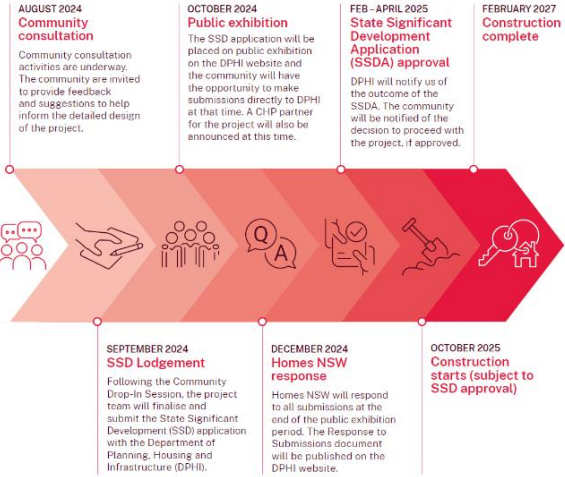 AUGUST 2024
Community
consultation
Community consultation
activities are underway.
The community are invited
to provide feedback
and suggestions to help
inform the detailed design
of the project.
OCTOBER 2024
Public exhibition
The SSD application will be
placed on public exhibition
on the DPHI website and
the community will have
the opportunity to make
submissions directly to DPHI
at that time. A CHP partner
for the project will also be
announced at this time.
FEB – APRIL 2025
State Significant
Development
Application
(SSDA) approval
DPHI will notify us of
the outcome of the
SSDA. The community
will be notified of the
decision to proceed with
the project, if approved.
FEBRUARY 2027
Construction
complete
Q
A
SEPTEMBER 2024
SSD Lodgement
Following the Community
Drop-In Session, the project
team will finalise and
submit the State Significant
Development (SSD) application
with the Department of
Planning, Housing and
Infrastructure (DPHI).
DECEMBER 2024
Homes NSW
response
Homes NSW will respond
to all submissions at the
end of the public exhibition
period. The Response to
Submissions document
will be published on the
DPHI website.
OCTOBER 2025
Construction
starts (subject to
SSD approval)